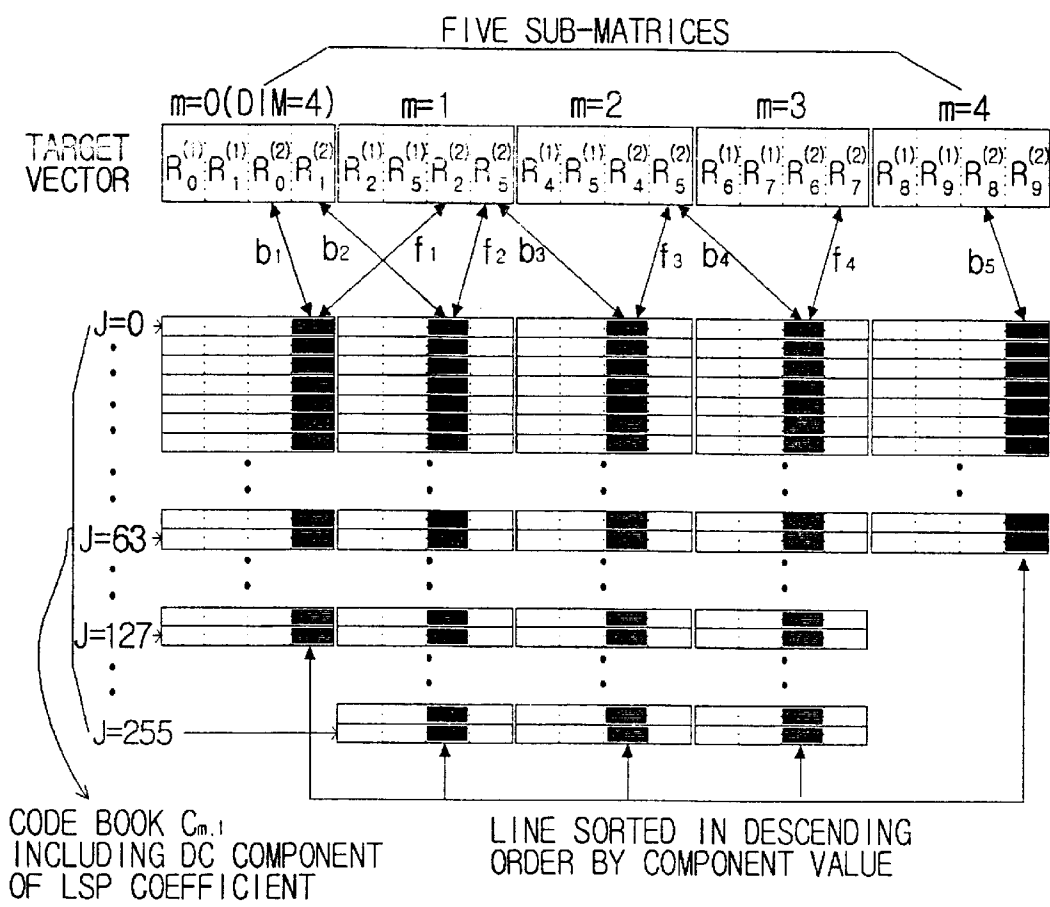 FIVE SUB-MATRICES
m=0(DIM=4) m=1 m=2 m=3 m=4
TARGET VECTOR
R₀⁽¹⁾ R₁⁽¹⁾ R₀⁽²⁾ R₁⁽²⁾ R₂⁽¹⁾ R₅⁽¹⁾ R₂⁽²⁾ R₅⁽²⁾ R₄⁽¹⁾ R₅⁽¹⁾ R₄⁽²⁾ R₅⁽²⁾ R₆⁽¹⁾ R₇⁽¹⁾ R₆⁽²⁾ R₇⁽²⁾ R₈⁽¹⁾ R₉⁽¹⁾ R₈⁽²⁾ R₉⁽²⁾
b₁ b₂ f₁ f₂ b₃ f₃ b₄ f₄ b₅
J=0
J=63
J=127
J=255
CODE BOOK Cm.1
INCLUDING DC COMPONENT
OF LSP COEFFICIENT
LINE SORTED IN DESCENDING
ORDER BY COMPONENT VALUE